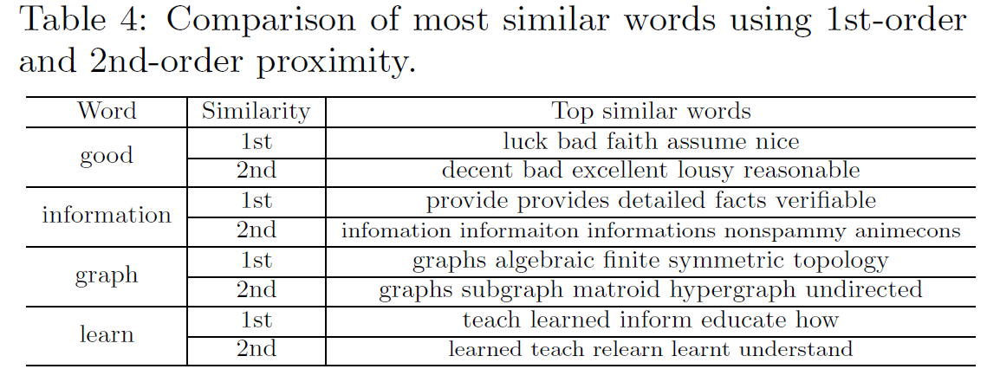 Table 4: Comparison of most similar words using 1st-order
and 2nd-order proximity.
Word Similarity Top similar words
good 1st luck bad faith assume nice
2nd decent bad excellent lousy reasonable
information 1st provide provides detailed facts verifiable
2nd infomation informaiton informations nonspammy animecons
graph 1st graphs algebraic finite symmetric topology
2nd graphs subgraph matroid hypergraph undirected
learn 1st teach learned inform educate how
2nd learned teach relearn learnt understand